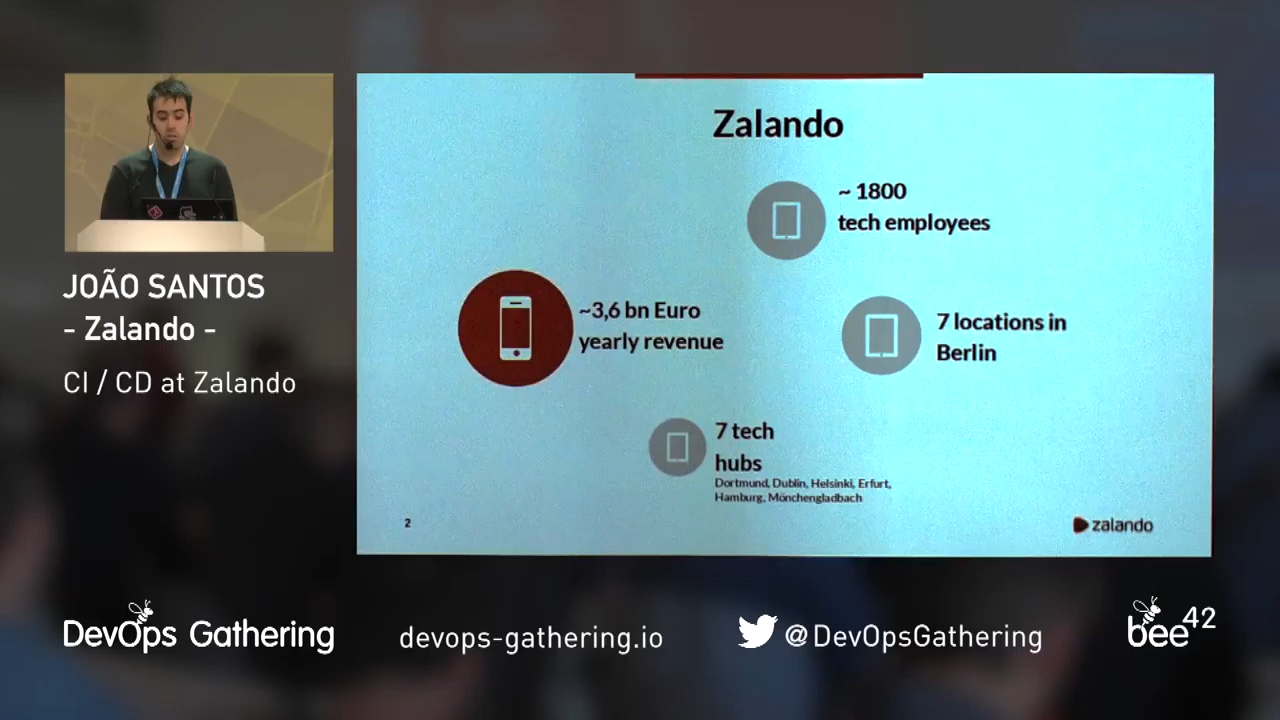 JOÃO SANTOS
- Zalando -
CI / CD at Zalando
Zalando
~ 1800
tech employees
~3,6 bn Euro
yearly revenue
7 locations in
Berlin
7 tech
hubs
Dortmund, Dublin, Helsinki, Erfurt,
Hamburg, Mönchengladbach
2
zalando
DevOps Gathering
devops-gathering.io
@DevOpsGathering
bee42